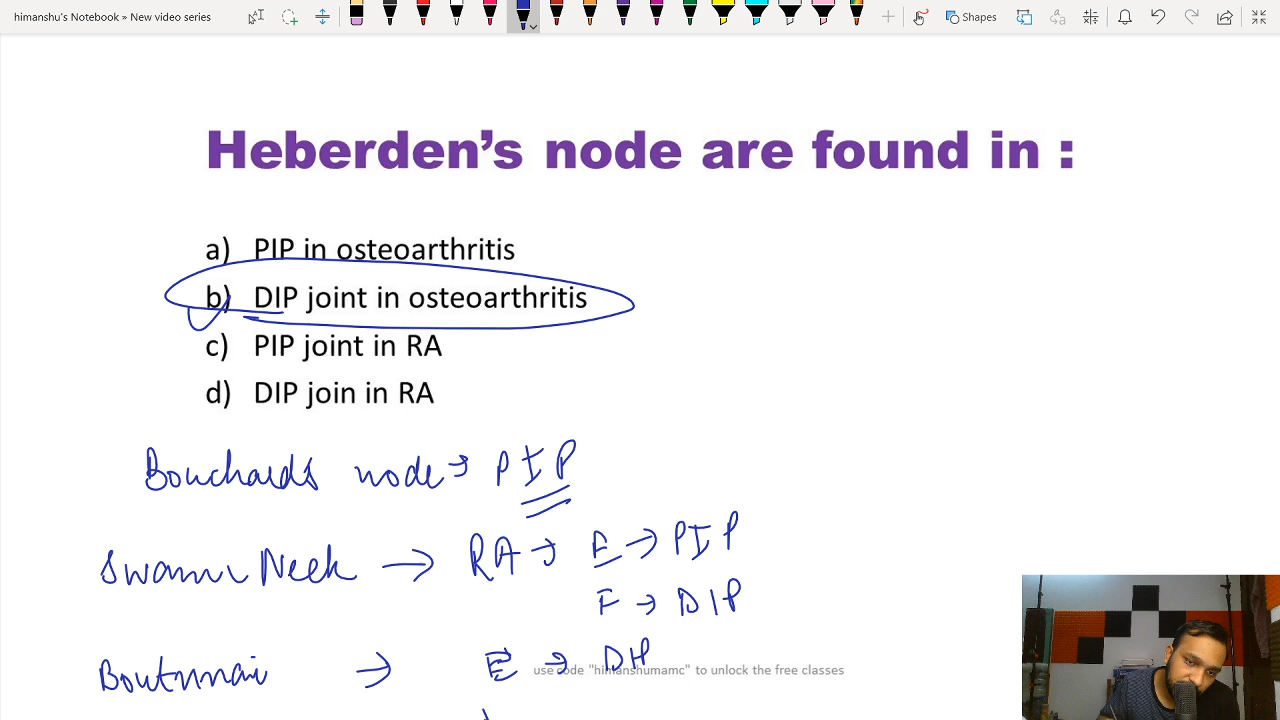 himanshu's Notebook » New video series
Shapes
Heberden's node are found in :
a) PIP in osteoarthritis
b) DIP joint in osteoarthritis
c) PIP joint in RA
d) DIP join in RA
Bouchards node → PIP
Swann Neck → RA → E → PIP
F → DIP
→ E → DIP
use code "himanshumamc" to unlock the free classes